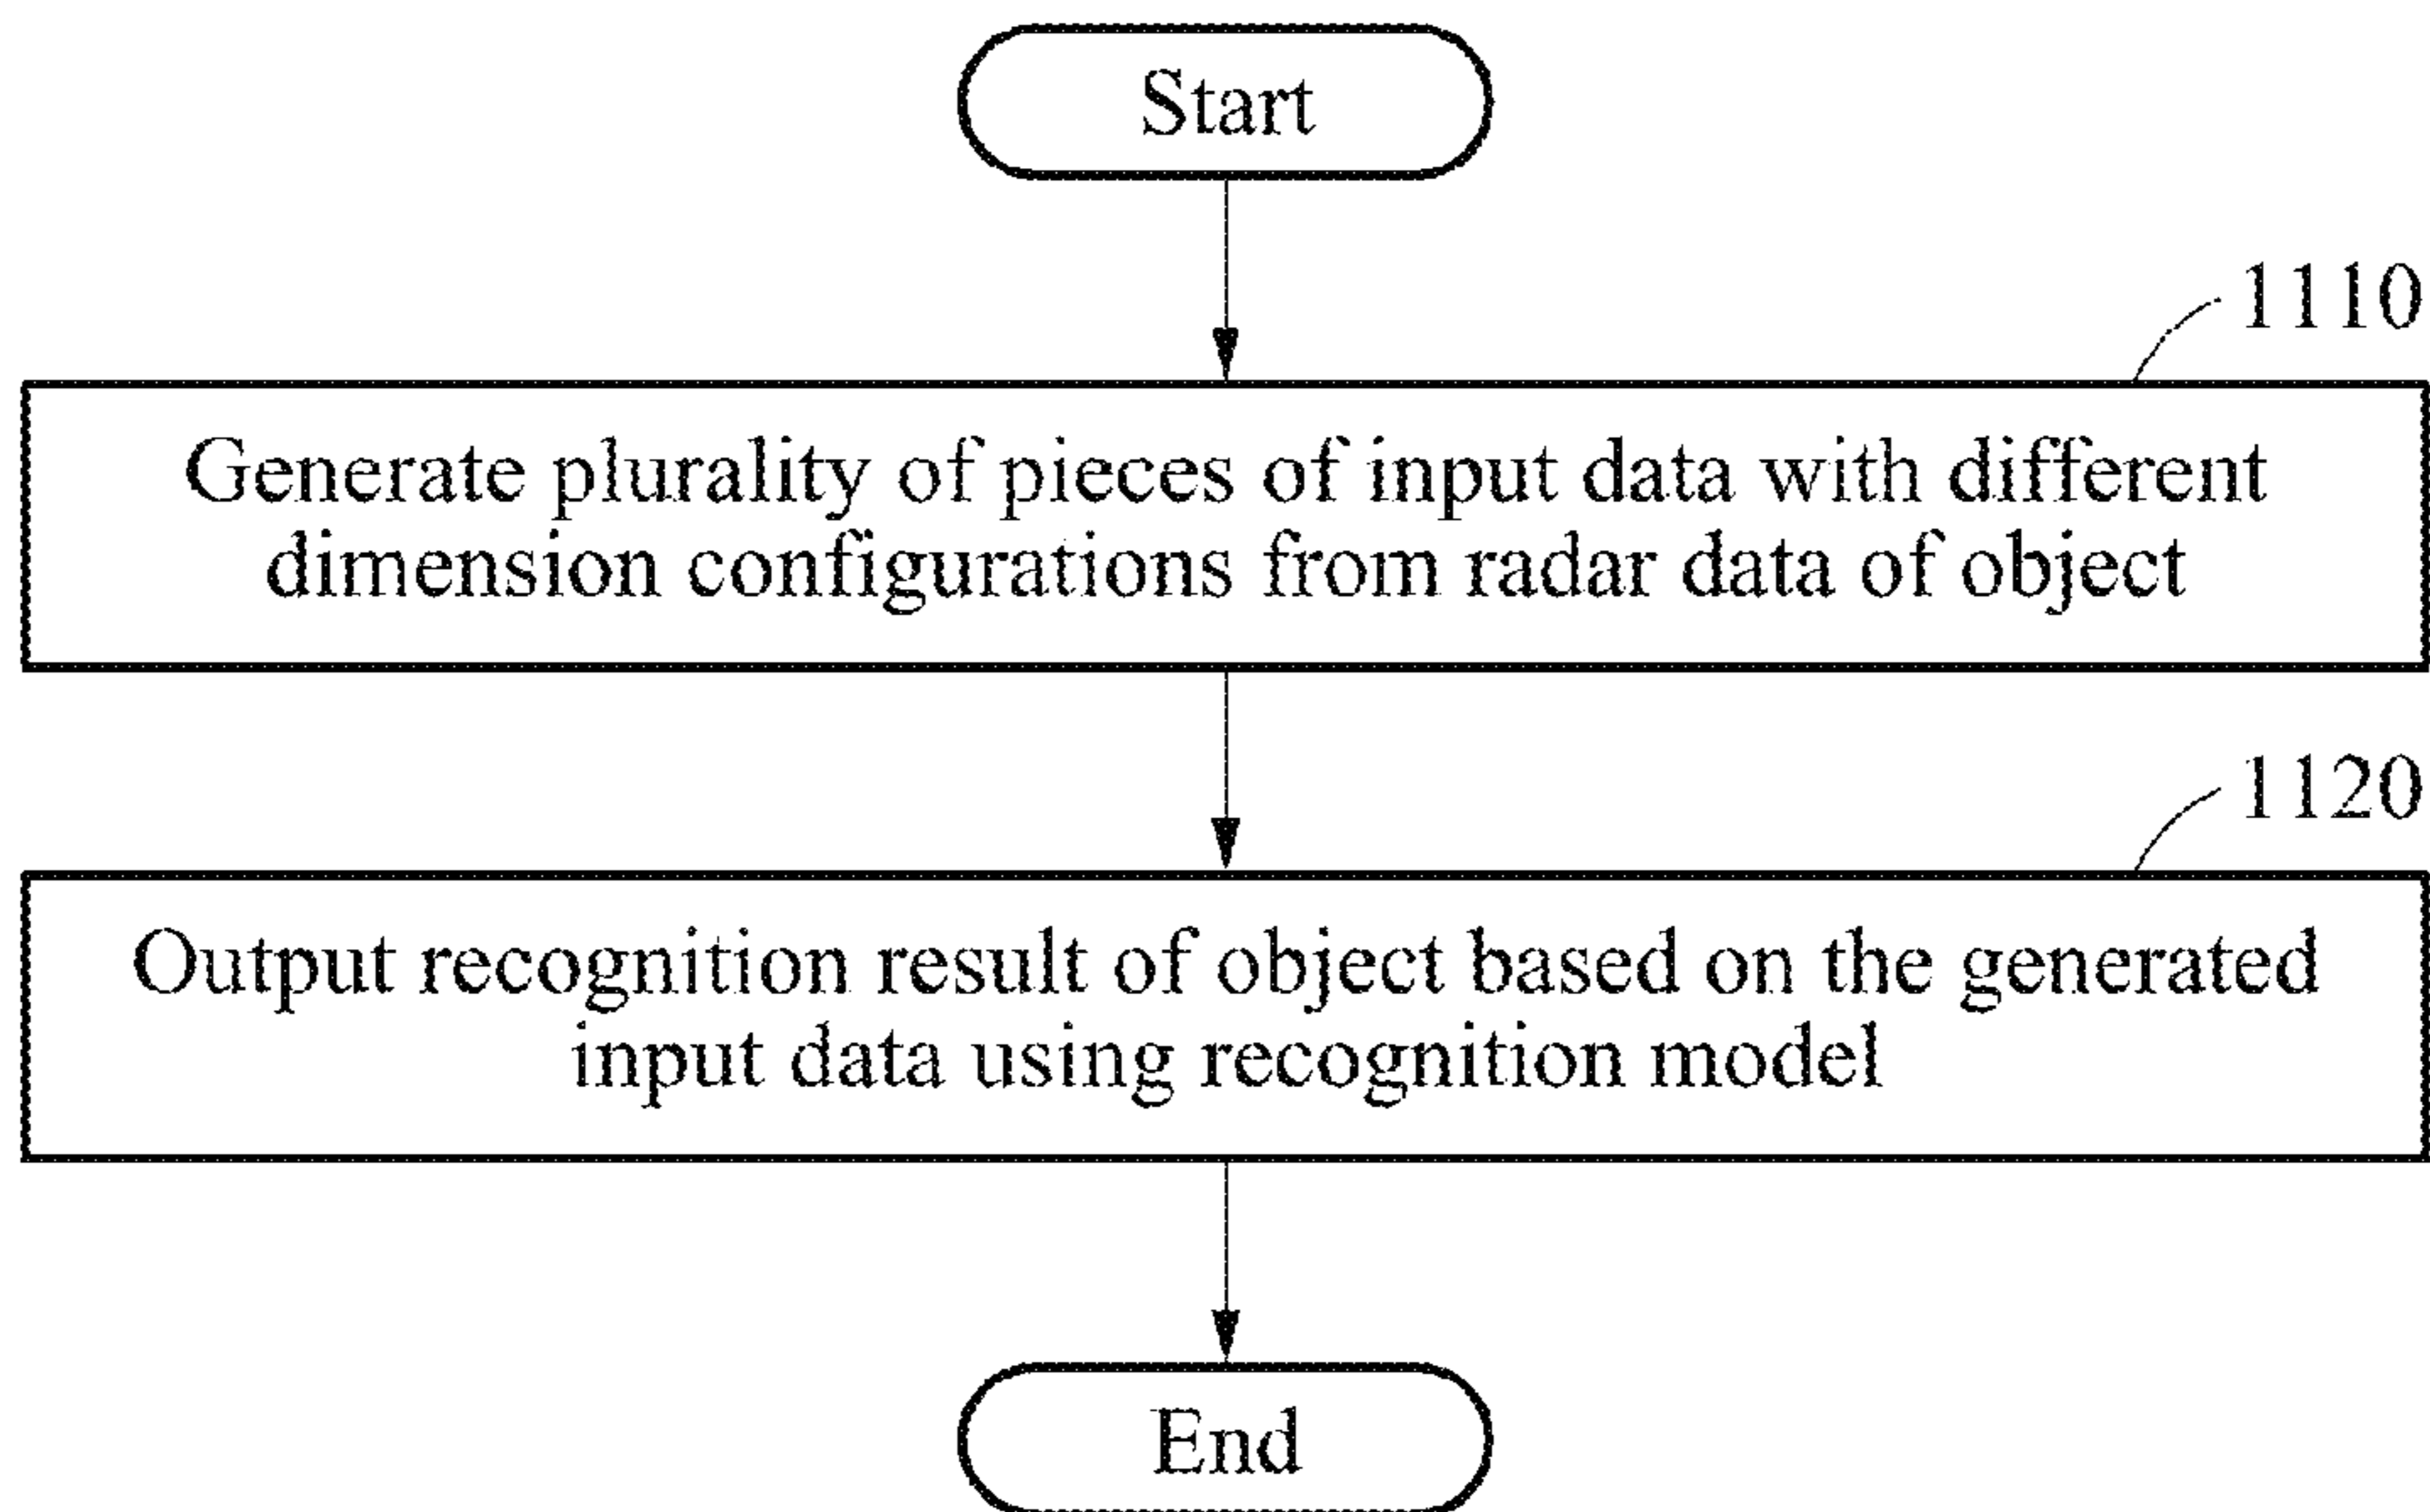 Start
1110
Generate plurality of pieces of input data with different
dimension configurations from radar data of object
1120
Output recognition result of object based on the generated
input data using recognition model
End